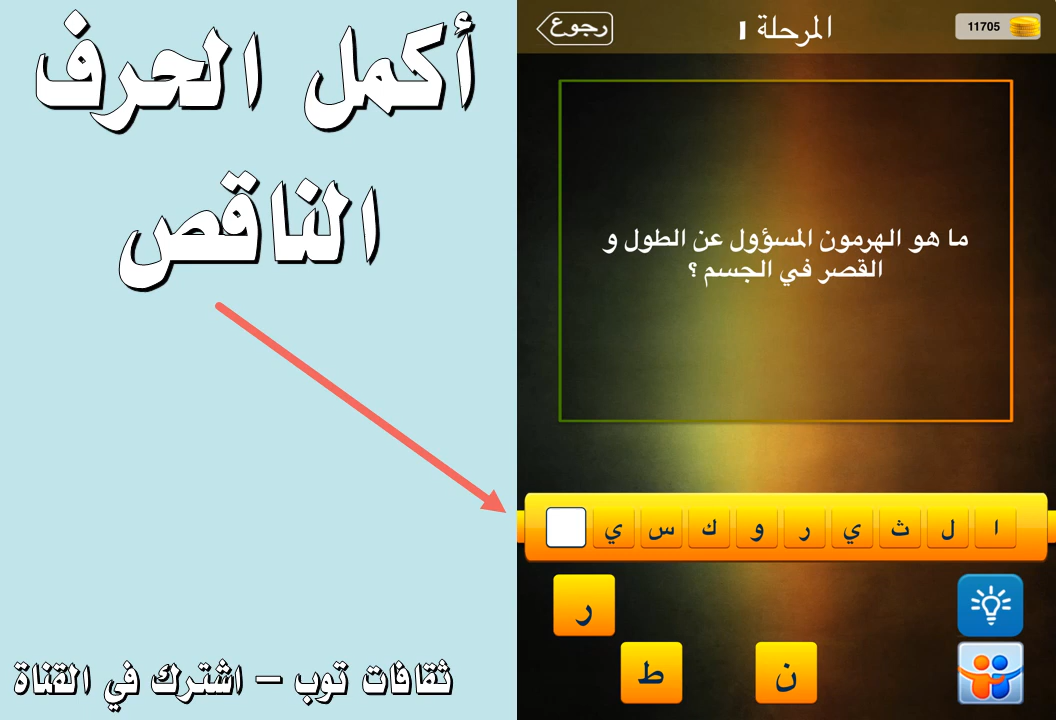 أكمل الحرف
الناقص
ثقافات توب – اشترك في القناة
رجوع
المرحلة 1
11705
ما هو الهرمون المسؤول عن الطول و
القصر في الجسم ؟
ا ل ث ي ر و ك س ي
ر
ط ن